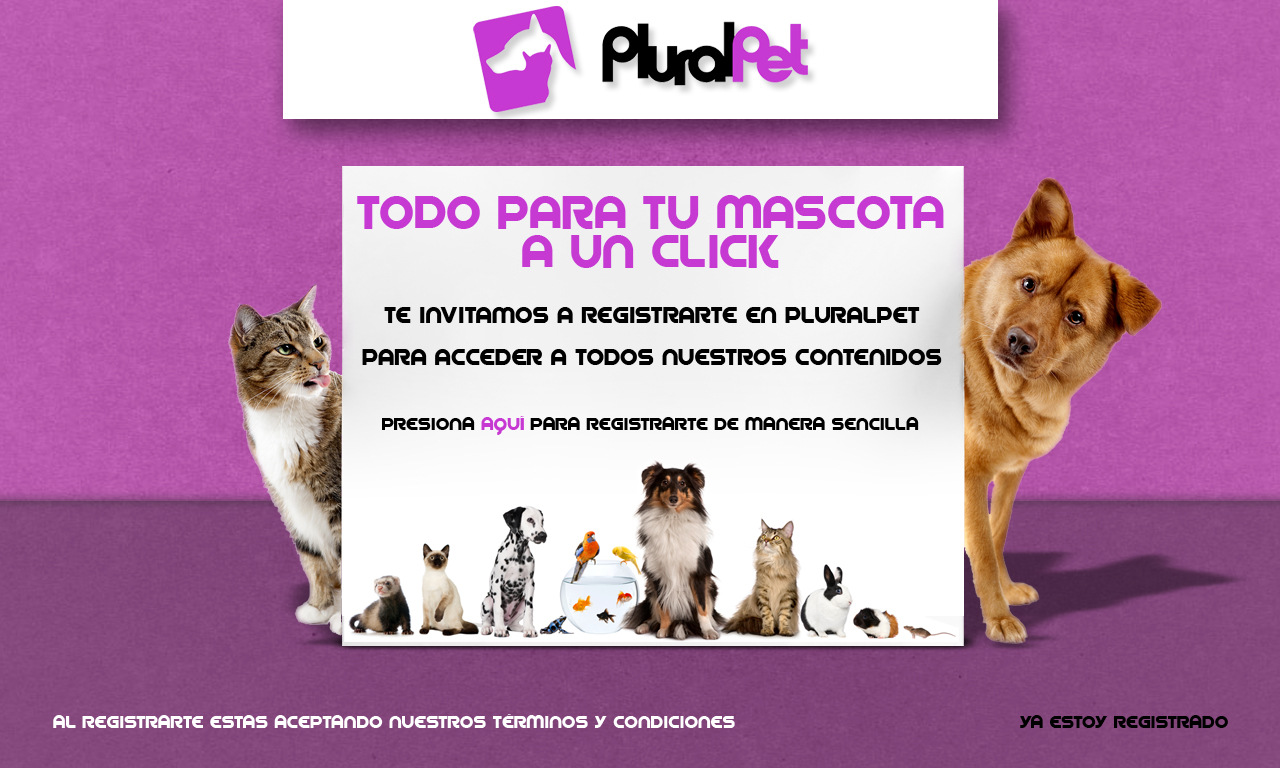 PluralPet
TODO PARA TU MASCOTA
A UN CLICK
TE INVITAMOS A REGISTRARTE EN PLURALPET
PARA ACCEDER A TODOS NUESTROS CONTENIDOS
PRESIONA AQUÍ PARA REGISTRARTE DE MANERA SENCILLA
AL REGISTRARTE ESTAS ACEPTANDO NUESTROS TÉRMINOS Y CONDICIONES
YA ESTOY REGISTRADO